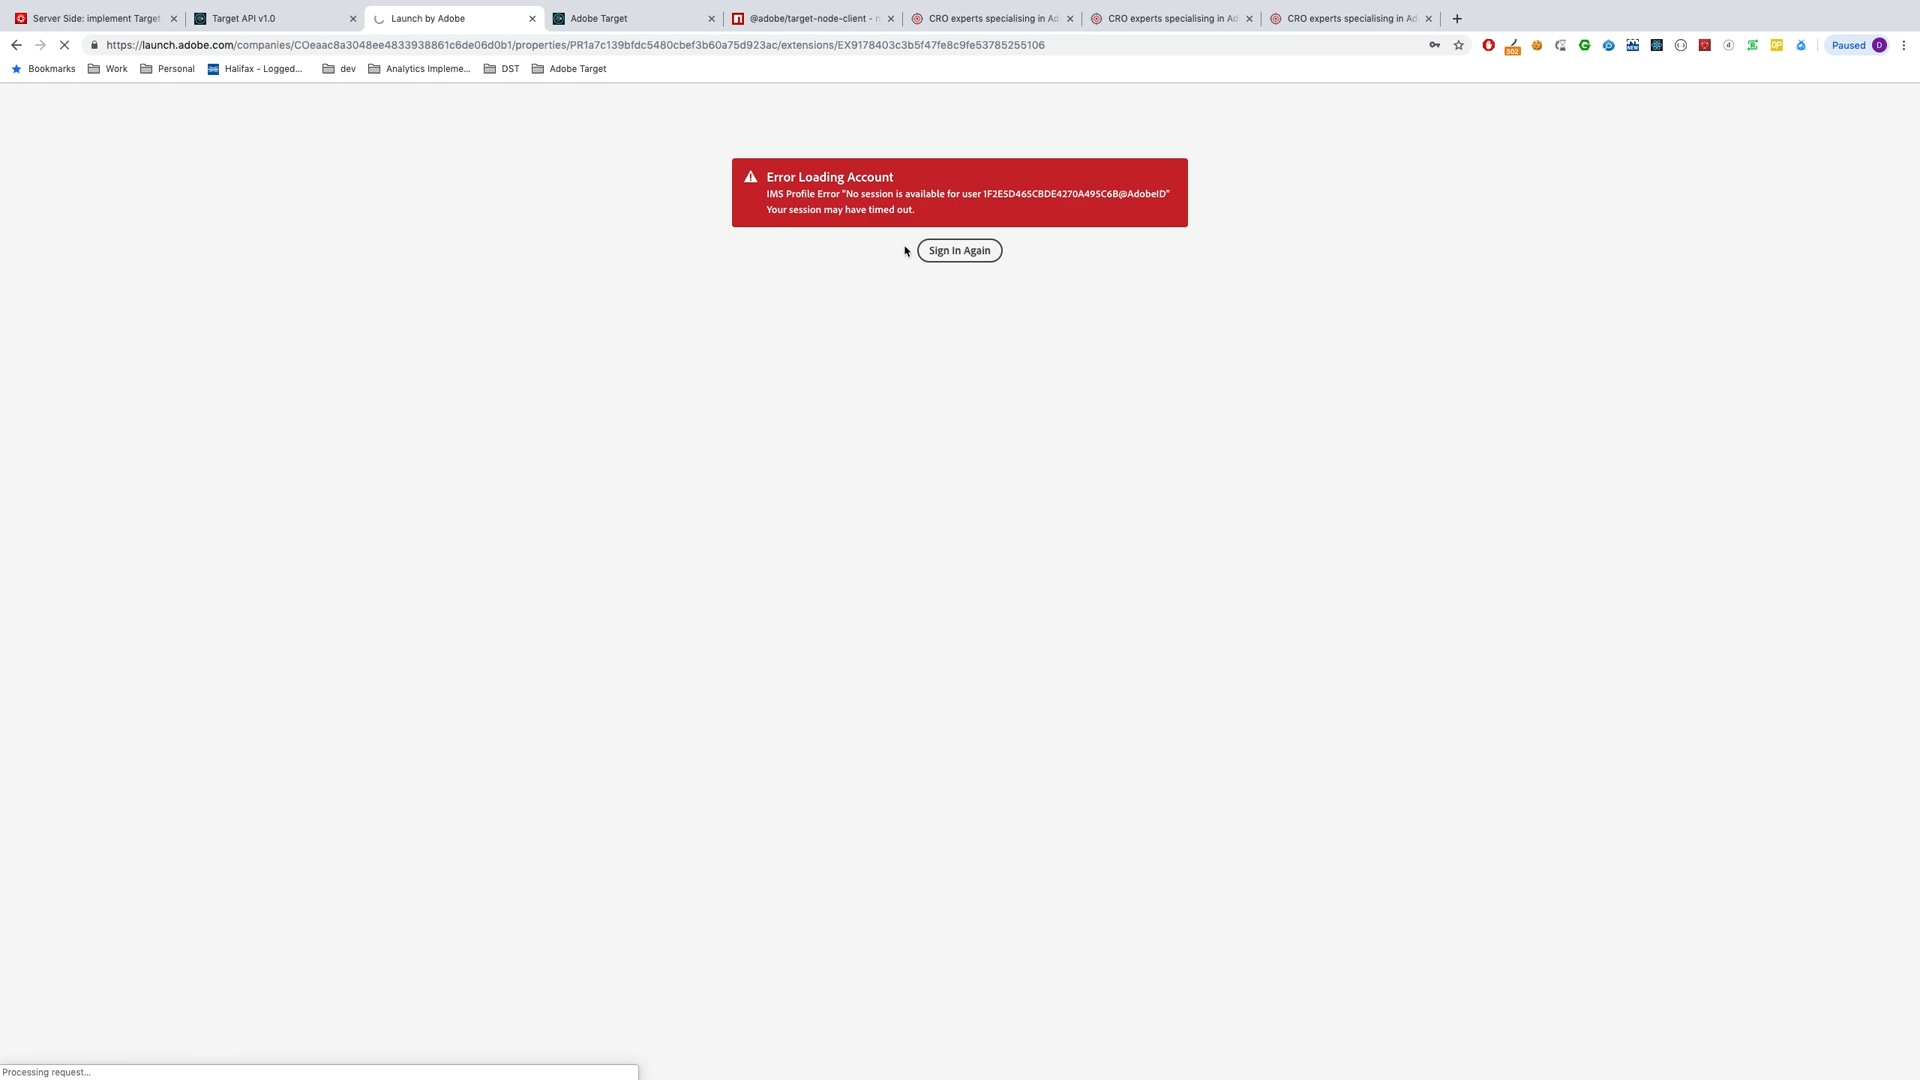 Server Side: implement Target
Target API v1.0
Launch by Adobe
Adobe Target
@adobe/target-node-client - n
CRO experts specialising in Ad
CRO experts specialising in Ad
CRO experts specialising in Ad
https://launch.adobe.com/companies/COeaac8a3048ee4833938861c6de06d0b1/properties/PR1a7c139bfdc5480cbef3b60a75d923ac/extensions/EX9178403c3b5f47fe8c9fe53785255106
302
NEW
DP
Paused
D
Bookmarks
Work
Personal
Halifax - Logged...
dev
Analytics Impleme...
DST
Adobe Target
Error Loading Account
IMS Profile Error "No session is available for user 1F2E5D465CBDE4270A495C6B@AdobeID"
Your session may have timed out.
Sign In Again
Processing request...